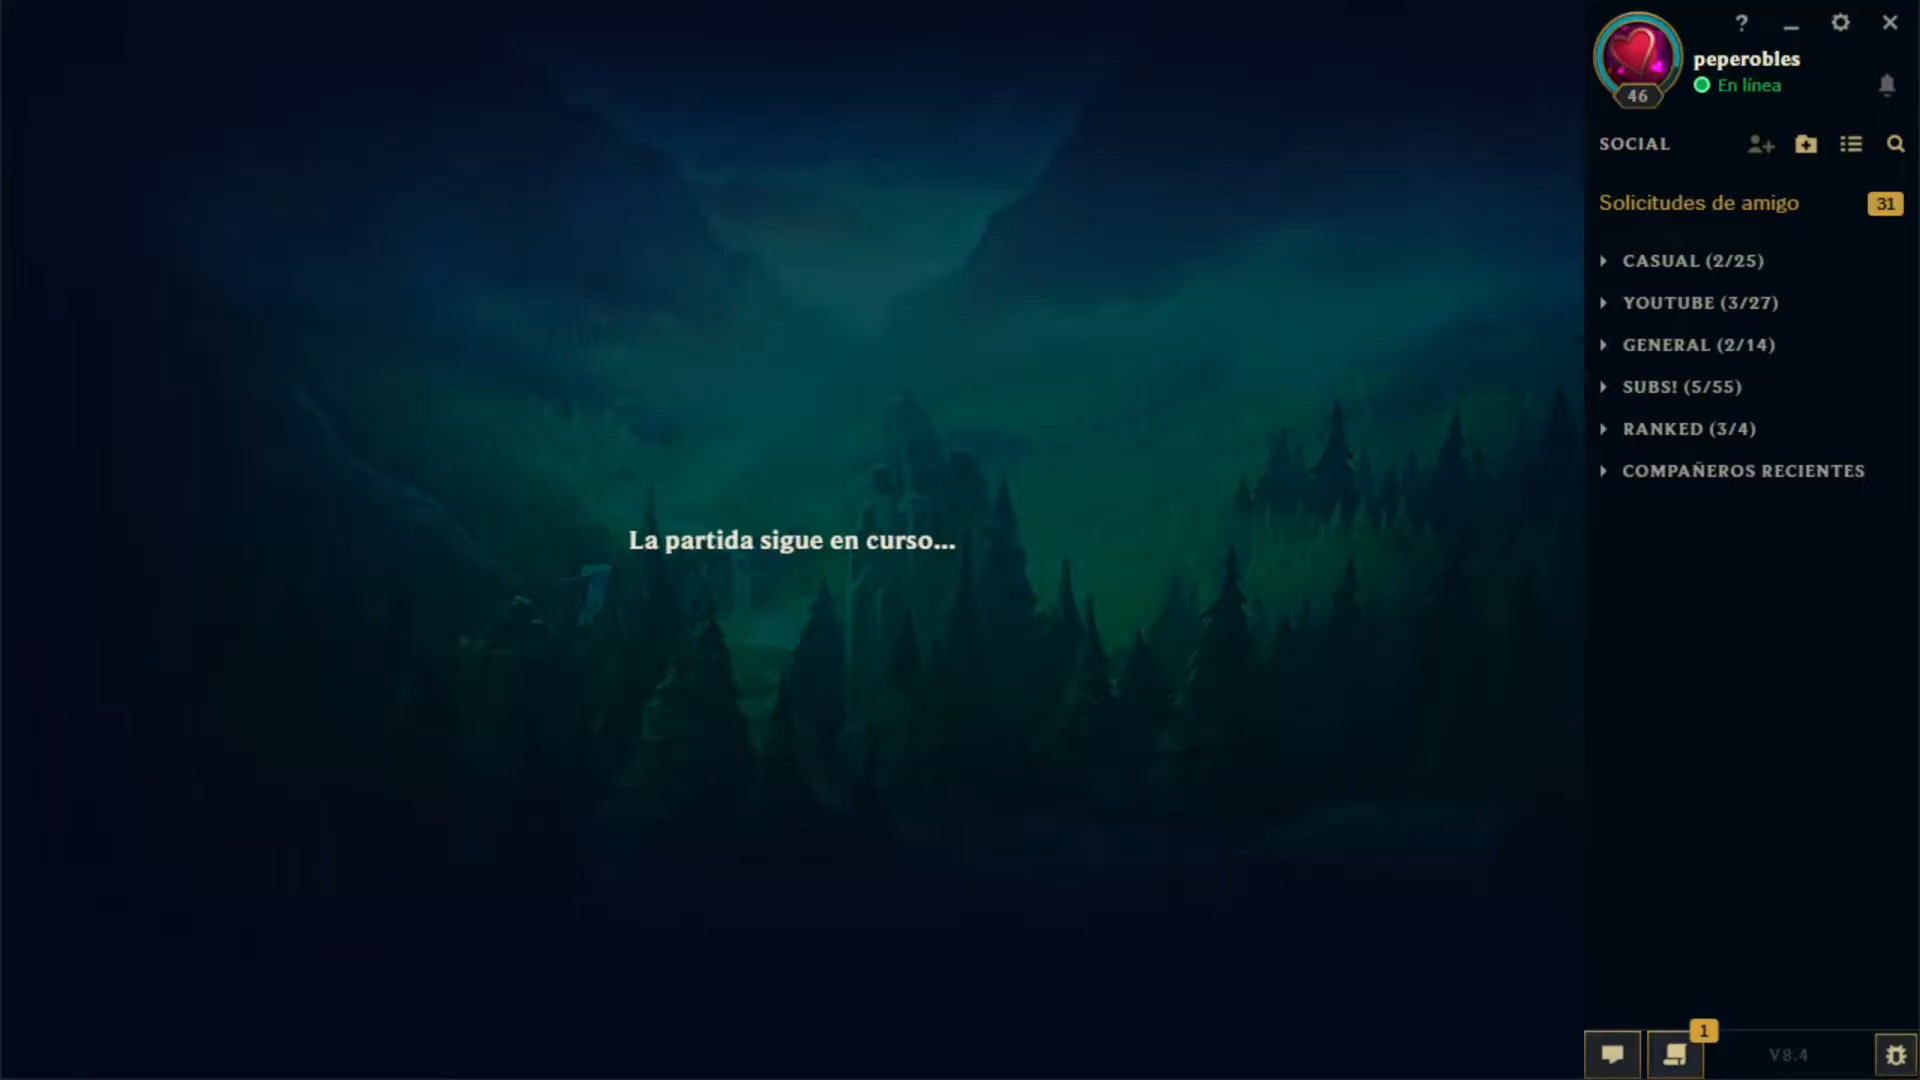 ?
peperobles
En línea
46
SOCIAL
Solicitudes de amigo 31
CASUAL (2/25)
YOUTUBE (3/27)
GENERAL (2/14)
SUBS! (5/55)
RANKED (3/4)
COMPAÑEROS RECIENTES
La partida sigue en curso...
1
V8.4